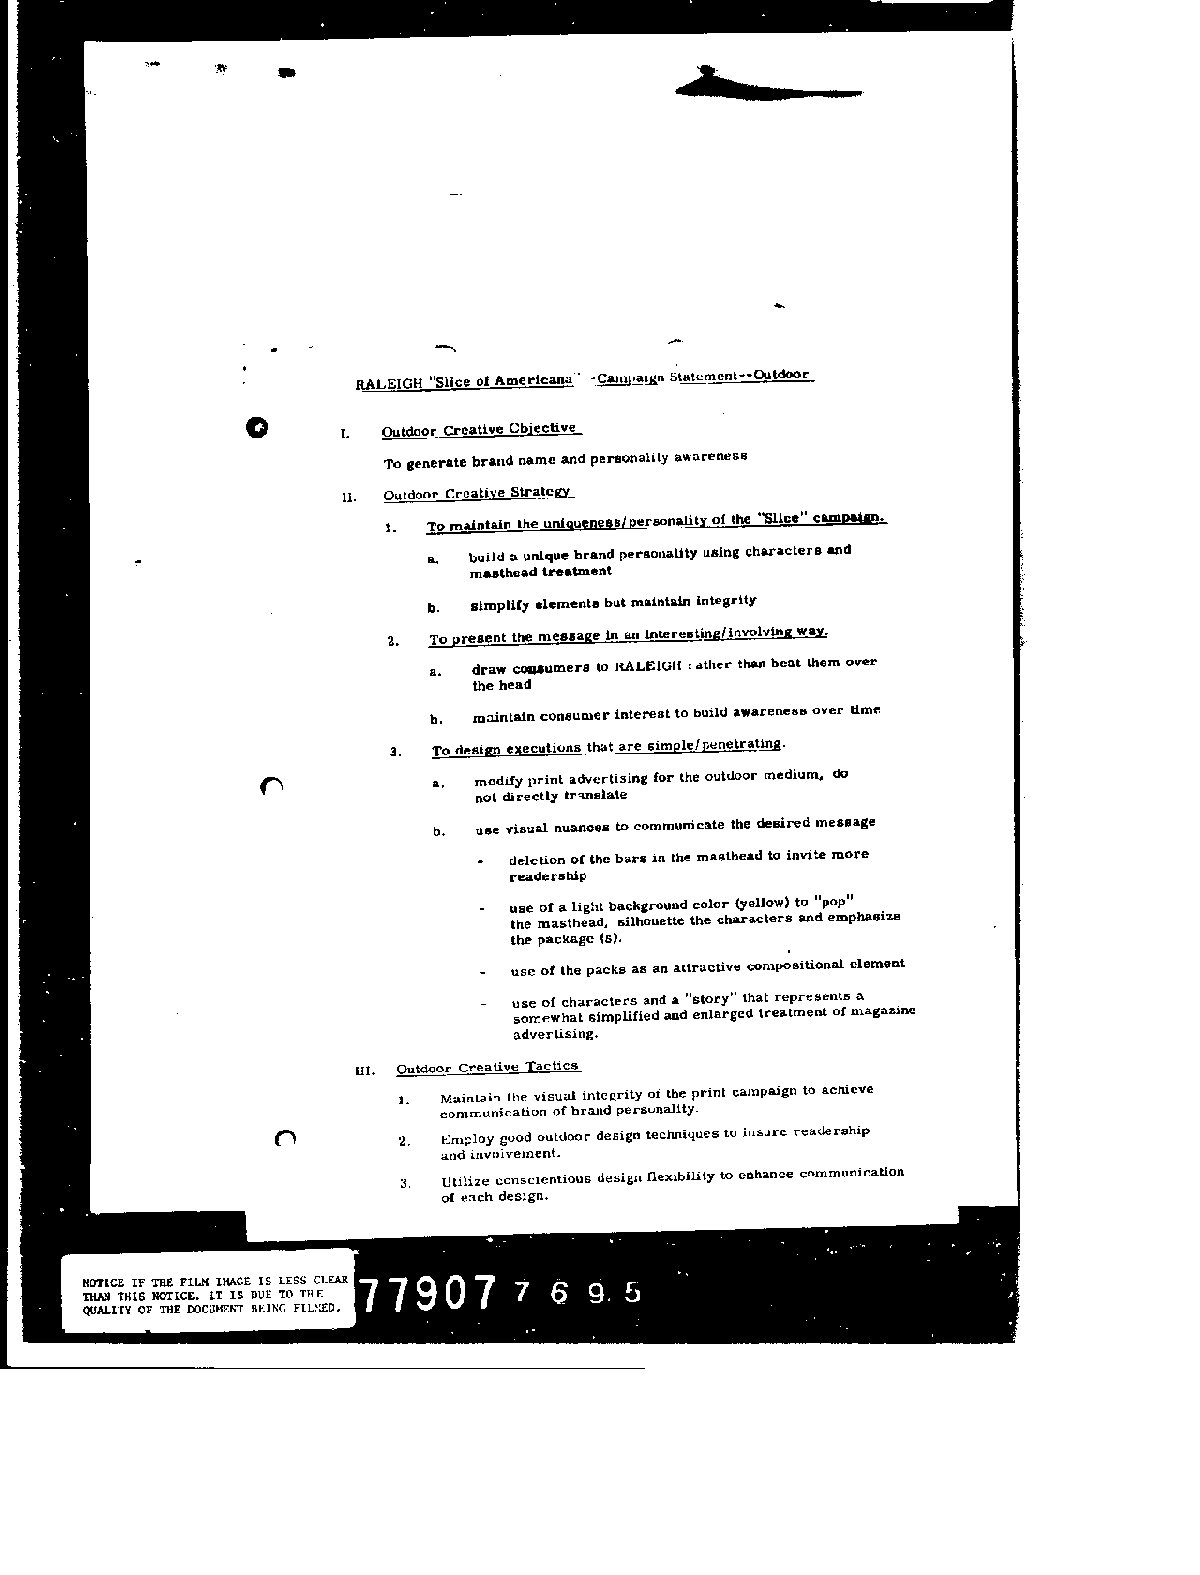 RALEIGH "Slice of Americana" -Campaign Statement--Outdoor
I. Outdoor Creative Objective
To generate brand name and personality awareness
II. Outdoor Creative Strategy
1. To maintain the uniqueness/personality of the "Slice" campaign.
a. build a unique brand personality using characters and
masthead treatment
b. simplify elements but maintain integrity
2. To present the message in an interesting/involving way.
a. draw consumers to RALEIGH rather than beat them over
the head
b. maintain consumer interest to build awareness over time
3. To design executions that are simple/penetrating.
a. modify print advertising for the outdoor medium, do
not directly translate
b. use visual nuances to communicate the desired message
- deletion of the bars in the masthead to invite more
readership
- use of a light background color (yellow) to "pop"
the masthead, silhouette the characters and emphasize
the package (s).
- use of the packs as an attractive compositional element
- use of characters and a "story" that represents a
somewhat simplified and enlarged treatment of magazine
advertising.
III. Outdoor Creative Tactics
1. Maintain the visual integrity of the print campaign to achieve
communication of brand personality.
2. Employ good outdoor design techniques to insure readership
and involvement.
3. Utilize conscientious design flexibility to enhance communication
of each design.
NOTICE IF THE FILM IMAGE IS LESS CLEAR
THAN THIS NOTICE, IT IS DUE TO THE
QUALITY OF THE DOCUMENT BEING FILMED.
77907 7695